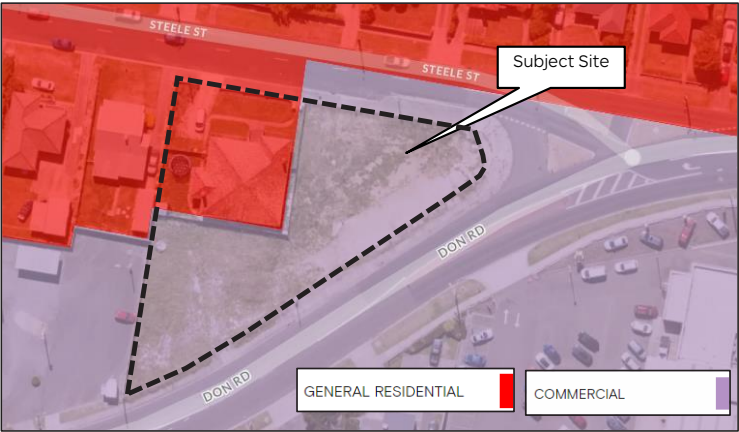 STEELE ST
STEELE ST
Subject Site
DON RD
DON RD
GENERAL RESIDENTIAL
COMMERCIAL